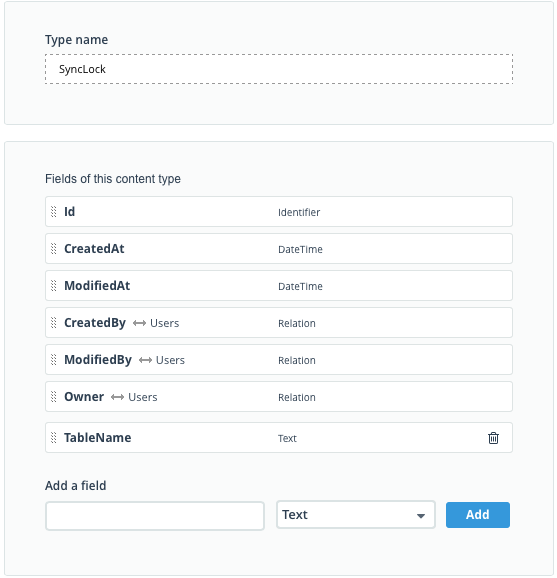 Type name
SyncLock
Fields of this content type
Id Identifier
CreatedAt DateTime
ModifiedAt DateTime
CreatedBy ↔ Users Relation
ModifiedBy ↔ Users Relation
Owner ↔ Users Relation
TableName Text
Add a field
Text Add